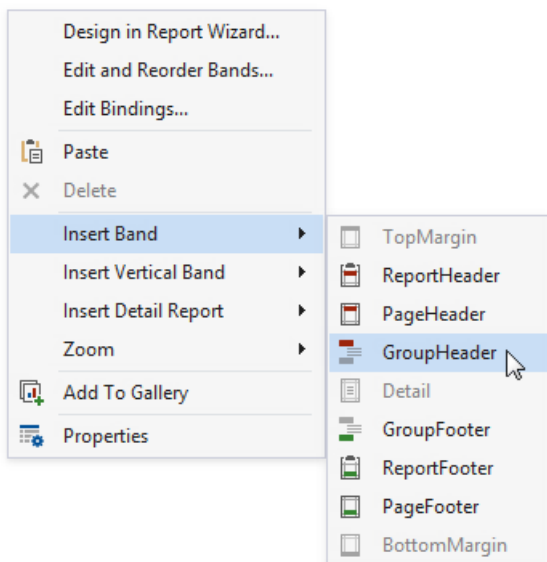 Design in Report Wizard...
Edit and Reorder Bands...
Edit Bindings...
Paste
Delete
Insert Band
Insert Vertical Band
Insert Detail Report
Zoom
Add To Gallery
Properties
TopMargin
ReportHeader
PageHeader
GroupHeader
Detail
GroupFooter
ReportFooter
PageFooter
BottomMargin